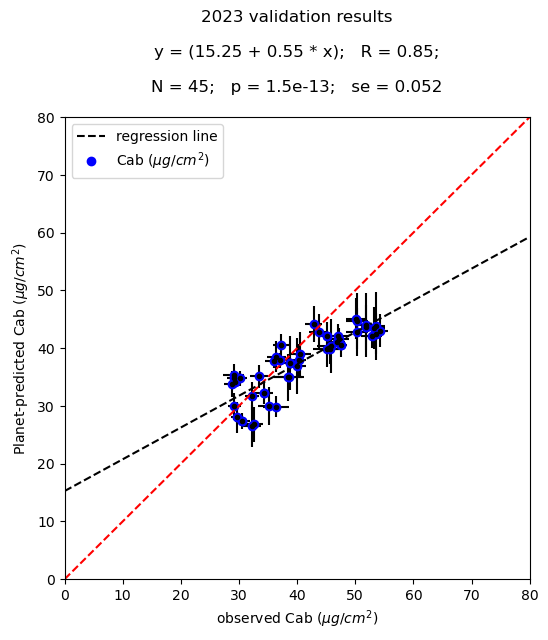 2023 validation results
y = (15.25 + 0.55 * x);   R = 0.85;
N = 45;   p = 1.5e-13;   se = 0.052
regression line
Cab (μg/cm²)
Planet-predicted Cab (μg/cm²)
80
70
60
50
40
30
20
10
0
0 10 20 30 40 50 60 70 80
observed Cab (μg/cm²)